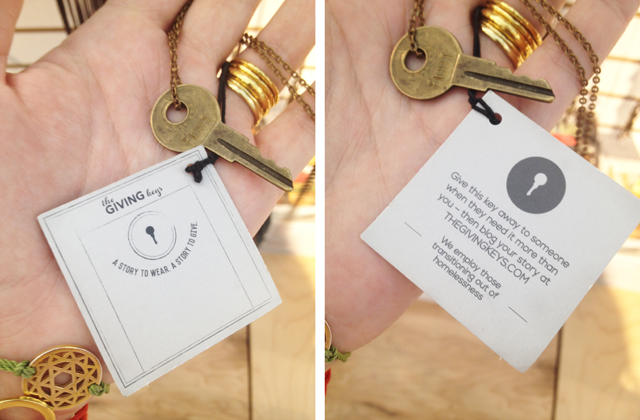 the
GIVING keys
A STORY TO WEAR. A STORY TO GIVE.
Give this key away to someone
when they need it more than
you – then blog your story at
THEGIVINGKEYS.COM
We employ those
transitioning out of
homelessness